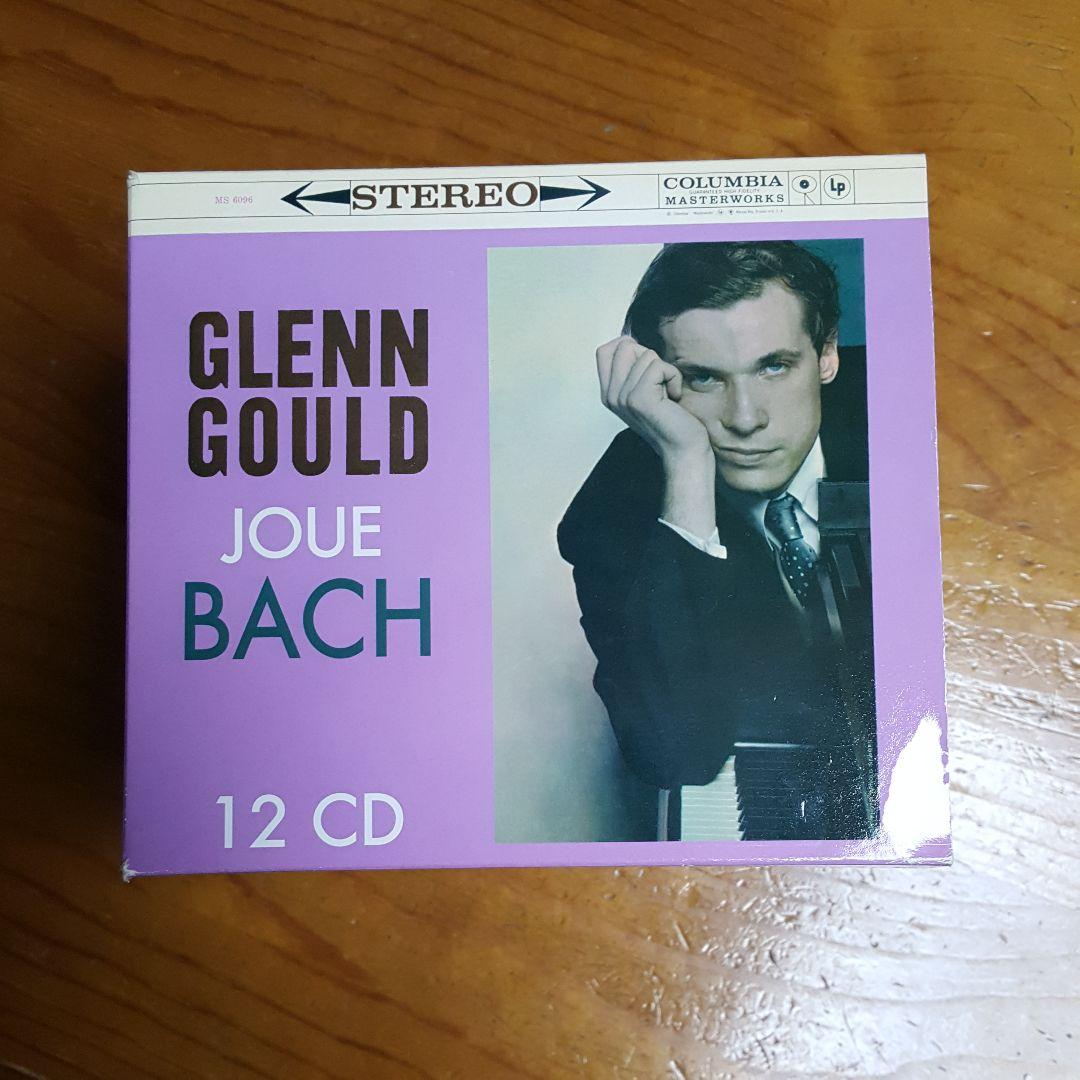 MS 6096
STEREO
COLUMBIA
GUARANTEED HIGH FIDELITY
MASTERWORKS
Lp
GLENN
GOULD
JOUE
BACH
12 CD